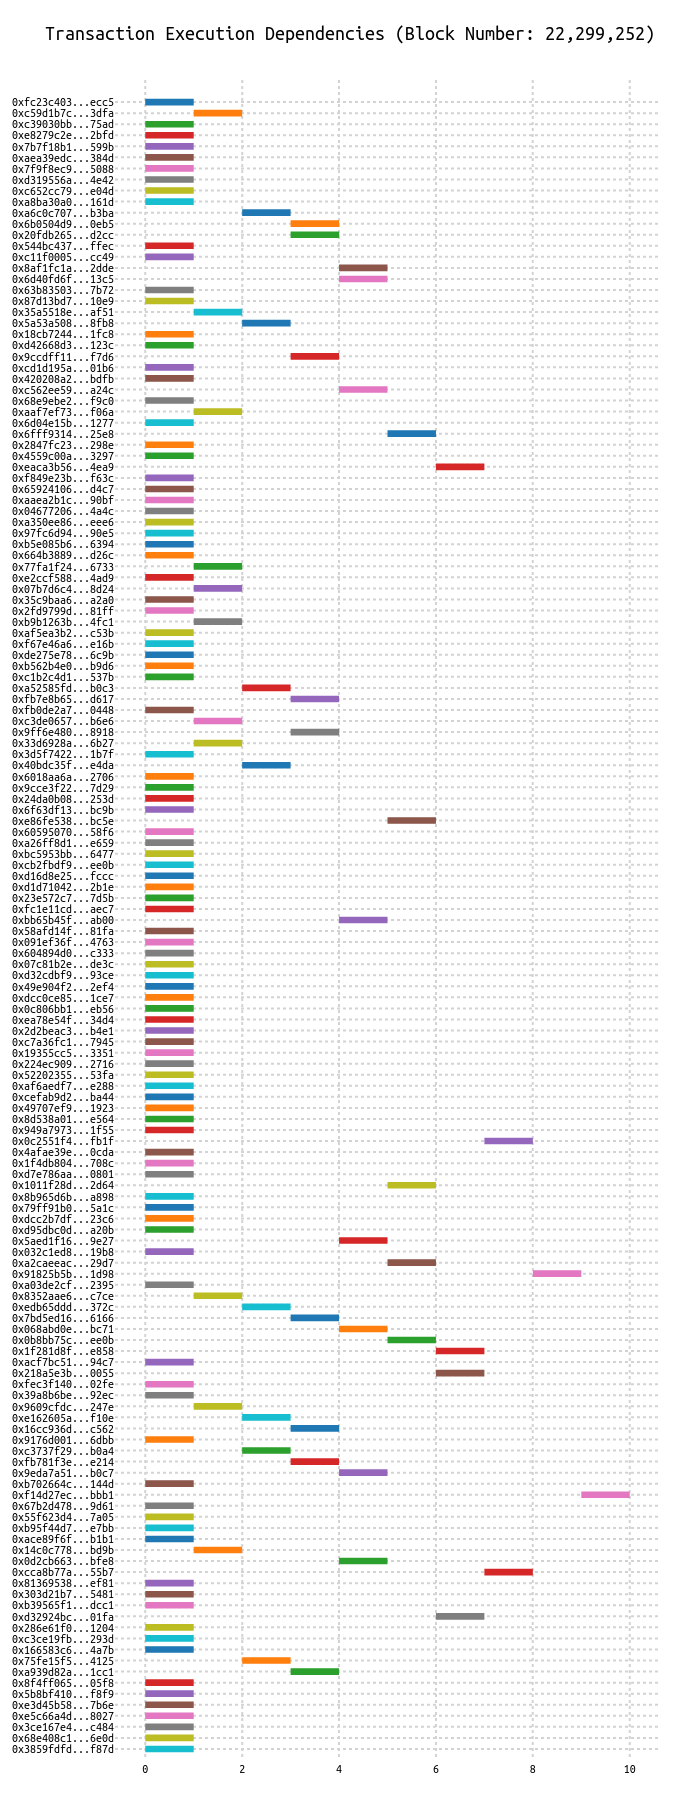 Transaction Execution Dependencies (Block Number: 22,299,252)
0xfc23c403...ecc5
0xc59d1b7c...3dfa
0xc39030bb...75ad
0xe8279c2e...2bfd
0x7b7f18b1...599b
0xaea39edc...384d
0x7f9f8ec9...5088
0xd319556a...4e42
0xc652cc79...e04d
0xa8ba30a0...161d
0xa6c0c707...b3ba
0x6b0504d9...0eb5
0x20fdb265...d2cc
0x544bc437...ffec
0xc11f0005...cc49
0x8af1fc1a...2dde
0x6d40fd6f...13c5
0x63b83503...7b72
0x87d13bd7...10e9
0x35a5518e...af51
0x5a53a508...8fb8
0x18cb7244...1fc8
0xd42668d3...123c
0x9ccdff11...f7d6
0xcd1d195a...01b6
0x420208a2...bdfb
0xc562ee59...a24c
0x68e9ebe2...f9c0
0xaaf7ef73...f06a
0x6d04e15b...1277
0x6fff9314...25e8
0x2847fc23...298e
0x4559c00a...3297
0xeaca3b56...4ea9
0xf849e23b...f63c
0x65924106...d4c7
0xaaea2b1c...90bf
0x04677206...4a4c
0xa350ee86...eee6
0x97fc6d94...90e5
0xb5e085b6...6394
0x664b3889...d26c
0x77fa1f24...6733
0xe2ccf588...4ad9
0x07b7d6c4...8d24
0x35c9baa6...a2a0
0x2fd9799d...81ff
0xb9b1263b...4fc1
0xaf5ea3b2...c53b
0xf67e46a6...e16b
0xde275e78...6c9b
0xb562b4e0...b9d6
0xc1b2c4d1...537b
0xa52585fd...b0c3
0xfb7e8b65...d617
0xfb0de2a7...0448
0xc3de0657...b6e6
0x9ff6e480...8918
0x33d6928a...6b27
0x3d5f7422...1b7f
0x40bdc35f...e4da
0x6018aa6a...2706
0x9cce3f22...7d29
0x24da0b08...253d
0x6f63df13...bc9b
0xe86fe538...bc5e
0x60595070...58f6
0xa26ff8d1...e659
0xbc5953bb...6477
0xcb2fbdf9...ee0b
0xd16d8e25...fccc
0xd1d71042...2b1e
0x23e572c7...7d5b
0xfc1e11cd...aec7
0xbb65b45f...ab00
0x58afd14f...81fa
0x091ef36f...4763
0x604894d0...c333
0x07c81b2e...de3c
0xd32cdbf9...93ce
0x49e904f2...2ef4
0xdcc0ce85...1ce7
0x0c806bb1...eb56
0xea78e54f...34d4
0x2d2beac3...b4e1
0xc7a36fc1...7945
0x19355cc5...3351
0x224ec909...2716
0x52202355...53fa
0xaf6aedf7...e288
0xcefab9d2...ba44
0x49707ef9...1923
0x8d538a01...e564
0x949a7973...1f55
0x0c2551f4...fb1f
0x4afae39e...0cda
0x1f4db804...708c
0xd7e786aa...0801
0x1011f28d...2d64
0x8b965d6b...a898
0x79ff91b0...5a1c
0xdcc2b7df...23c6
0xd95dbc0d...a20b
0x5aed1f16...9e27
0x032c1ed8...19b8
0xa2caeeac...29d7
0x91825b5b...1d98
0xa03de2cf...2395
0x8352aae6...c7ce
0xedb65ddd...372c
0x7bd5ed16...6166
0x068abd0e...bc71
0x0b8bb75c...ee0b
0x1f281d8f...e858
0xacf7bc51...94c7
0x218a5e3b...0055
0xfec3f140...02fe
0x39a8b6be...92ec
0x9609cfdc...247e
0xe162605a...f10e
0x16cc936d...c562
0x9176d001...6dbb
0xc3737f29...b0a4
0xfb781f3e...e214
0x9eda7a51...b0c7
0xb702664c...144d
0xf14d27ec...bbb1
0x67b2d478...9d61
0x55f623d4...7a05
0xb95f44d7...e7bb
0xace89f6f...b1b1
0x14c0c778...bd9b
0x0d2cb663...bfe8
0xcca8b77a...55b7
0x81369538...ef81
0x303d21b7...5481
0xb39565f1...dcc1
0xd32924bc...01fa
0x286e61f0...1204
0xc3ce19fb...293d
0x166583c6...4a7b
0x75fe15f5...4125
0xa939d82a...1cc1
0x8f4ff065...05f8
0x5b8bf410...f8f9
0xe3d45b58...7b6e
0xe5c66a4d...8027
0x3ce167e4...c484
0x68e408c1...6e0d
0x3859fdfd...f87d
0 2 4 6 8 10